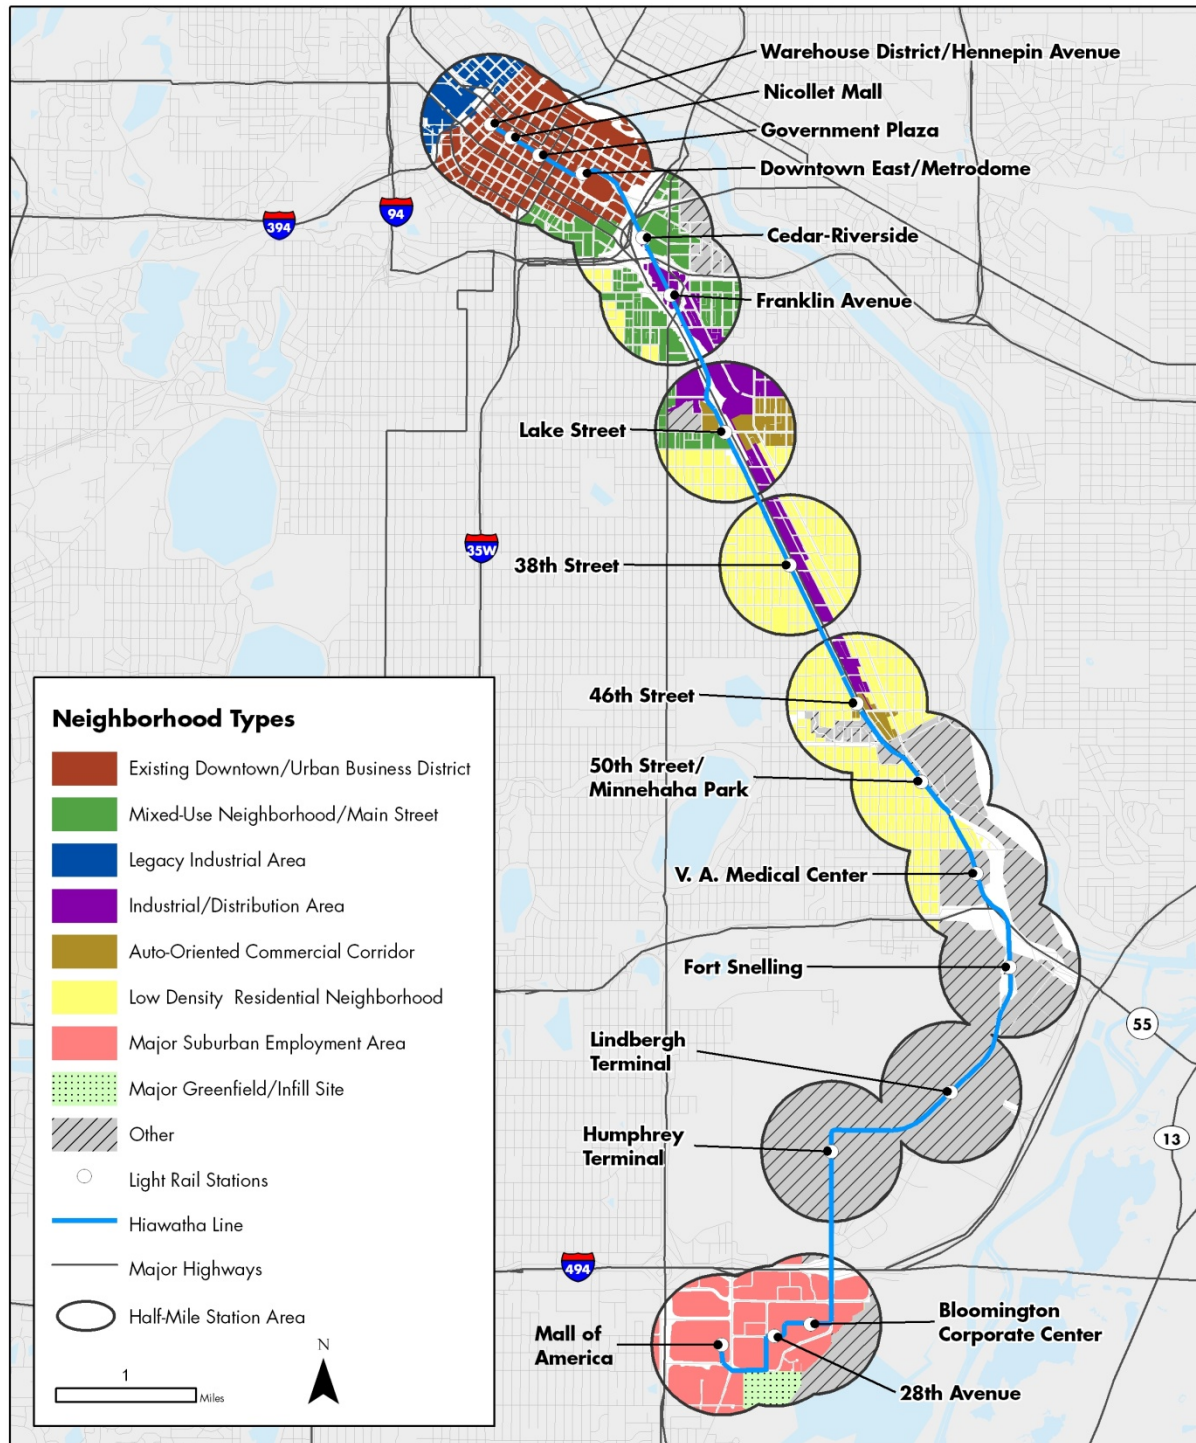 Warehouse District/Hennepin Avenue
Nicollet Mall
Government Plaza
Downtown East/Metrodome
394
94
Cedar-Riverside
Franklin Avenue
Lake Street
35W
38th Street
46th Street
50th Street/
Minnehaha Park
V. A. Medical Center
Fort Snelling
55
Lindbergh
Terminal
Humphrey
Terminal
13
494
Bloomington
Corporate Center
Mall of
America
28th Avenue
Neighborhood Types
Existing Downtown/Urban Business District
Mixed-Use Neighborhood/Main Street
Legacy Industrial Area
Industrial/Distribution Area
Auto-Oriented Commercial Corridor
Low Density Residential Neighborhood
Major Suburban Employment Area
Major Greenfield/Infill Site
Other
Light Rail Stations
Hiawatha Line
Major Highways
Half-Mile Station Area
N
1
Miles